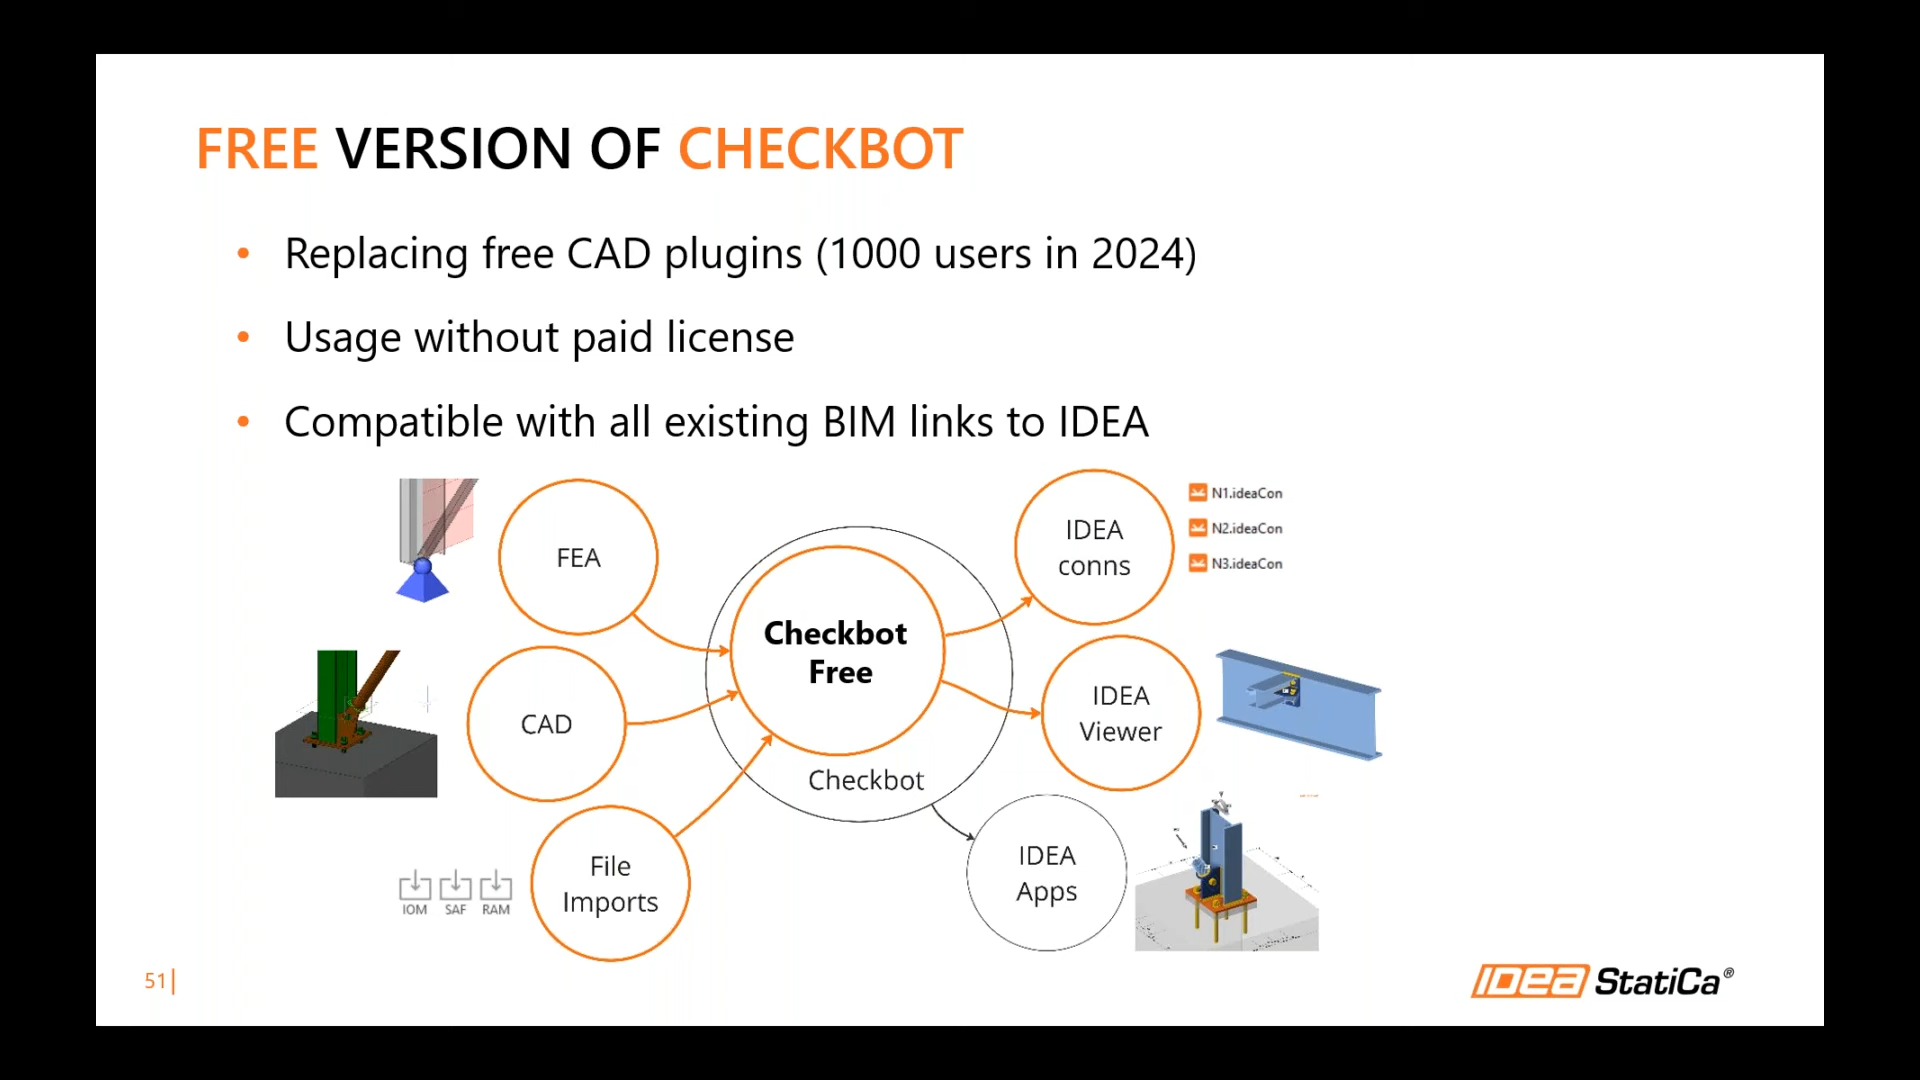 FREE VERSION OF CHECKBOT
• Replacing free CAD plugins (1000 users in 2024)
• Usage without paid license
• Compatible with all existing BIM links to IDEA
FEA
CAD
File
Imports
IOM
SAF
RAM
Checkbot
Free
Checkbot
IDEA
conns
N1.ideaCon
N2.ideaCon
N3.ideaCon
IDEA
Viewer
IDEA
Apps
51|
IDEA StatiCa®